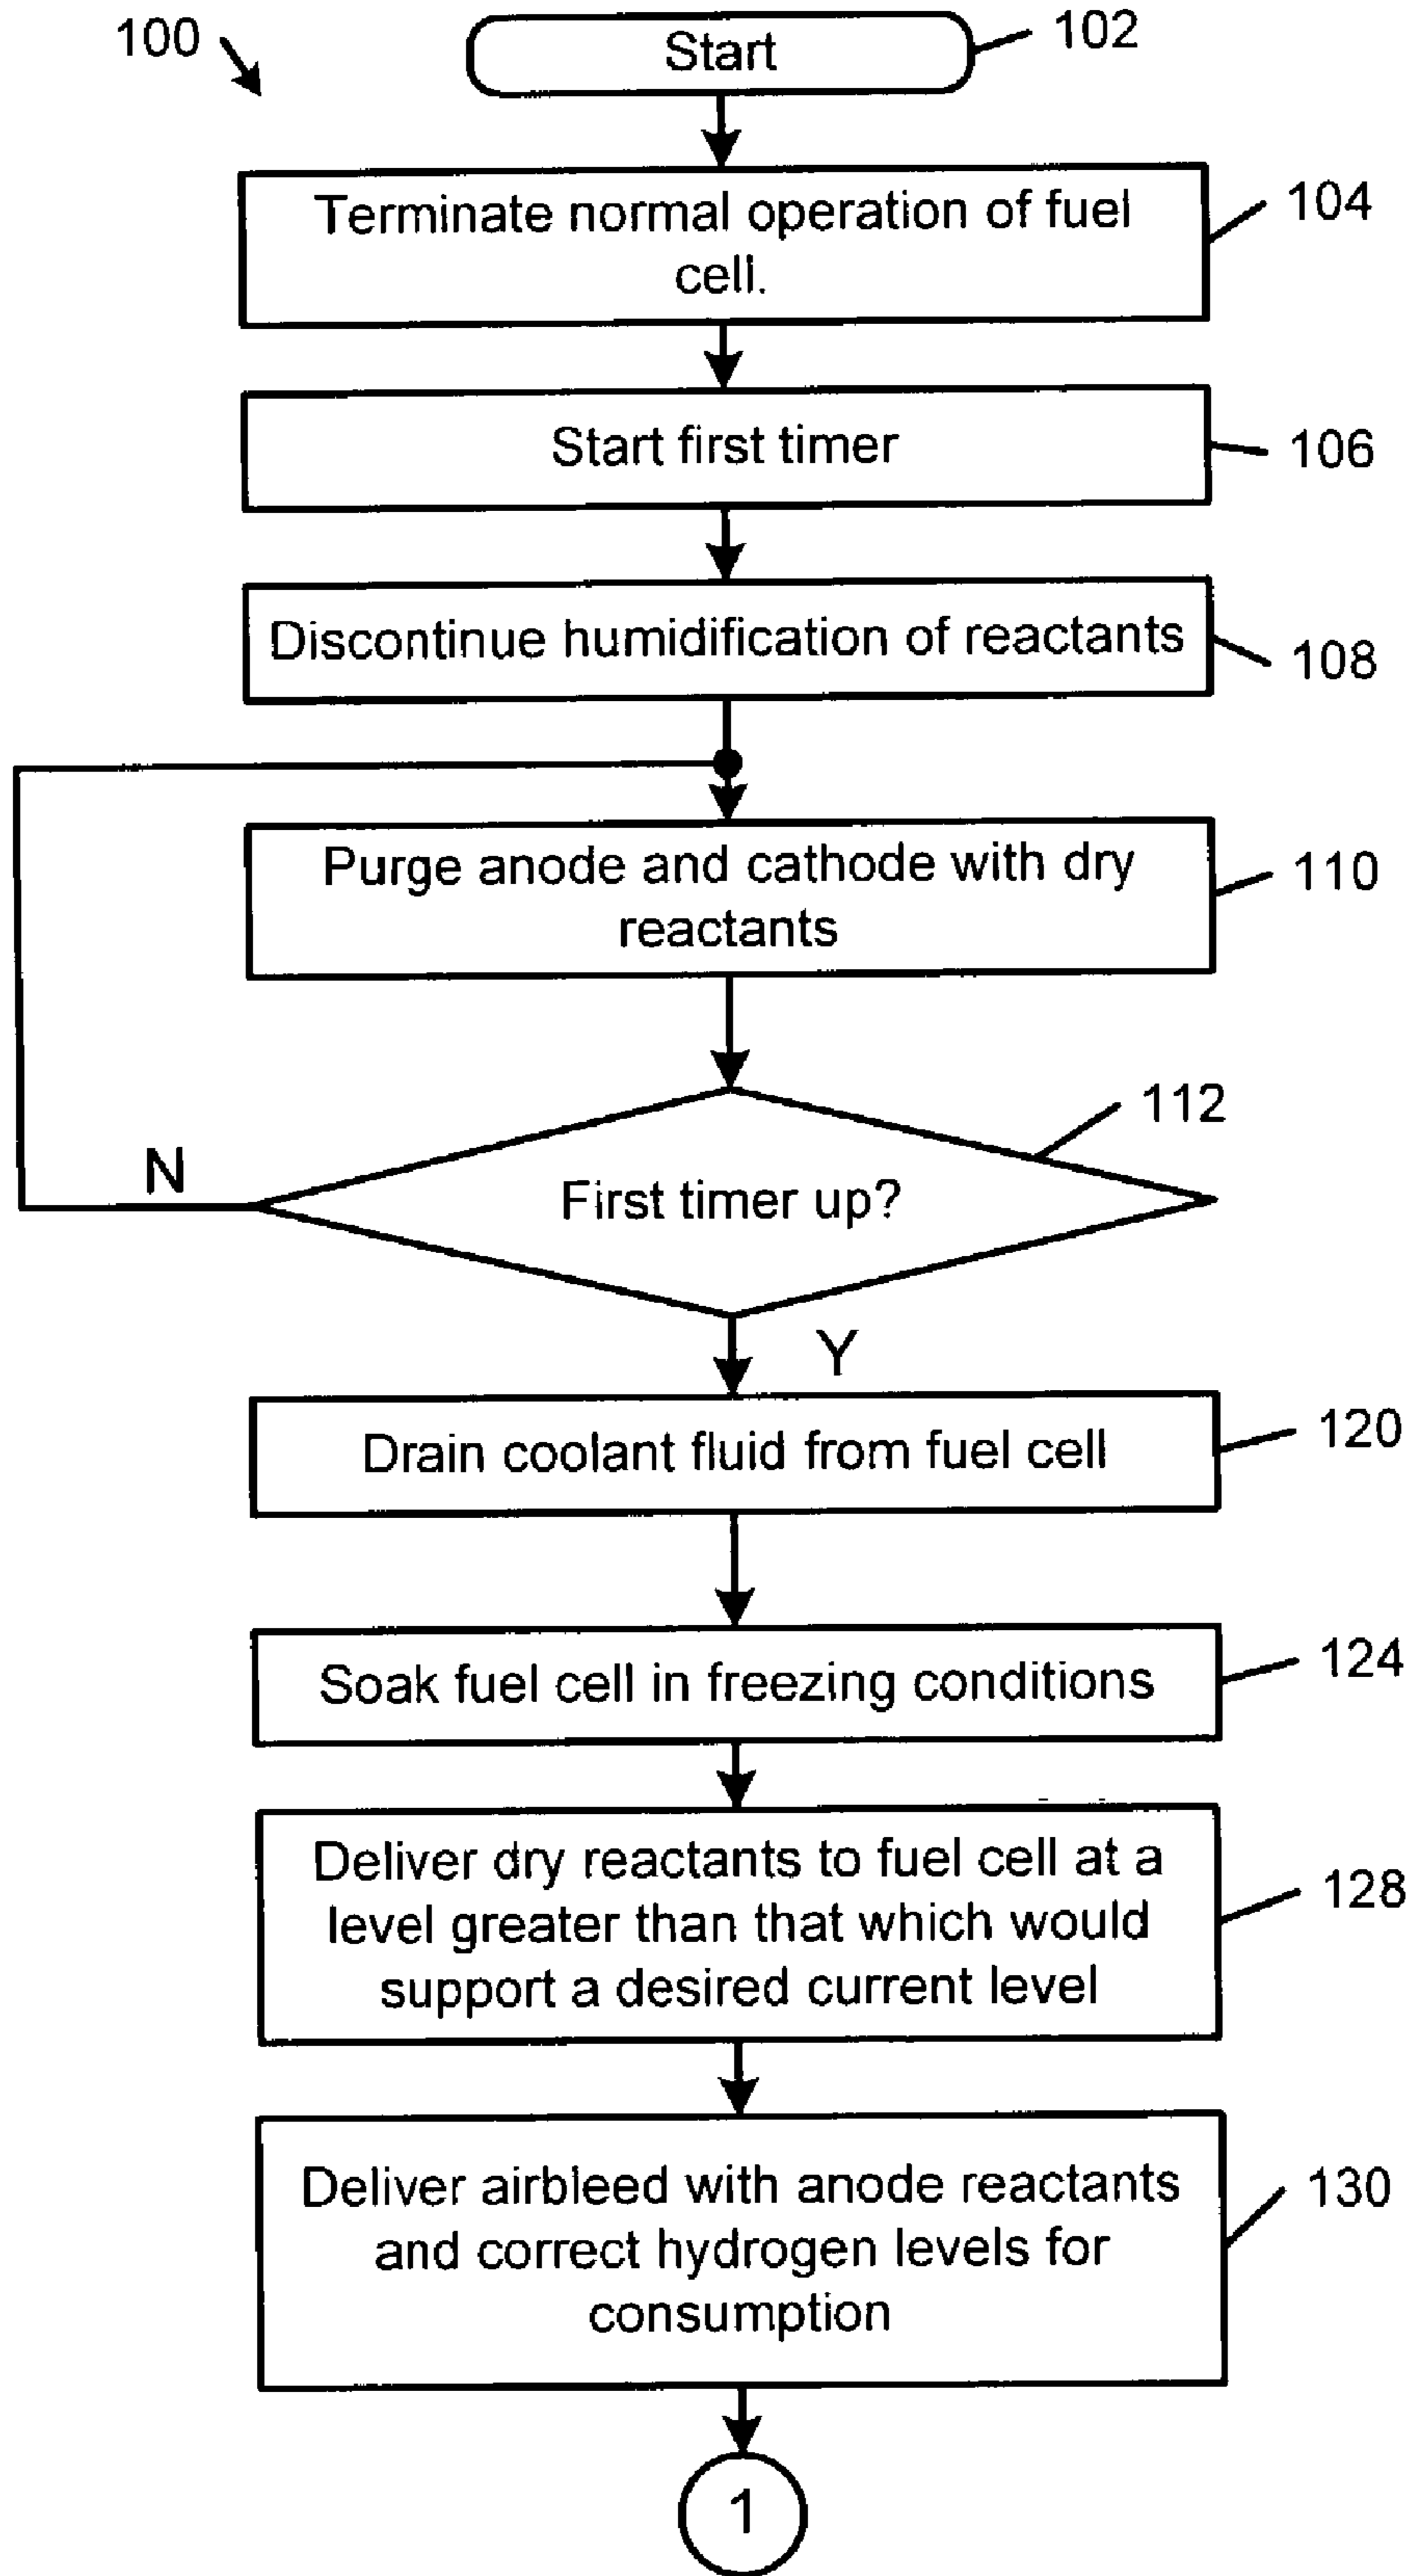 100
Start
102
Terminate normal operation of fuel
cell.
104
Start first timer
106
Discontinue humidification of reactants
108
Purge anode and cathode with dry
reactants
110
112
N
First timer up?
Y
Drain coolant fluid from fuel cell
120
Soak fuel cell in freezing conditions
124
Deliver dry reactants to fuel cell at a
level greater than that which would
support a desired current level
128
Deliver airbleed with anode reactants
and correct hydrogen levels for
consumption
130
1